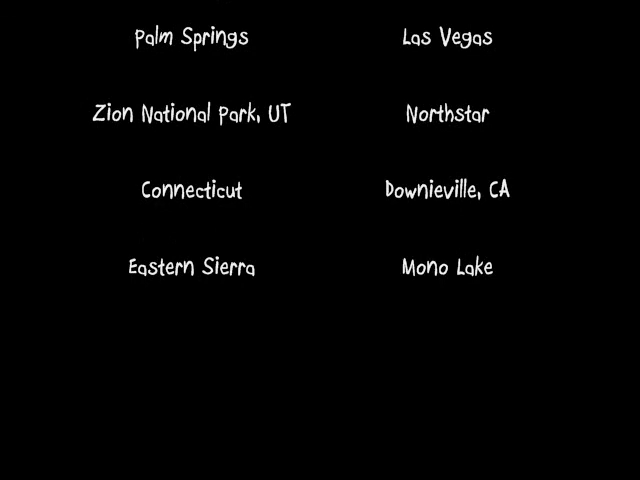 Palm Springs Las Vegas
Zion National Park, UT Northstar
Connecticut Downieville, CA
Eastern Sierra Mono Lake